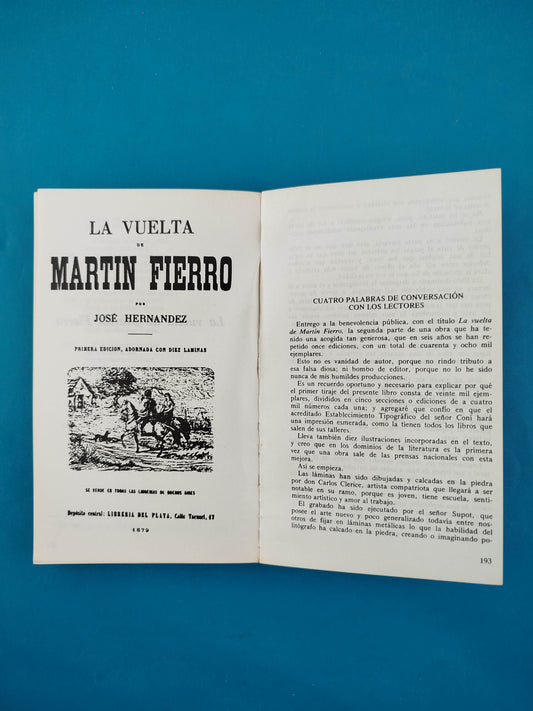 LA VUELTA
DE
MARTIN FIERRO
POR
JOSÉ HERNANDEZ
PRIMERA EDICION, ADORNADA CON DIEZ LAMINAS
SE VENDE EN TODAS LAS LIBRERIAS DE BUENOS AIRES
Depósito central: LIBRERIA DEL PLATA, Calle Tacuarí, 17
1879
CUATRO PALABRAS DE CONVERSACIÓN
CON LOS LECTORES
Entrego a la benevolencia pública, con el título La vuelta
de Martín Fierro, la segunda parte de una obra que ha te-
nido una acogida tan generosa, que en seis años se han re-
petido once ediciones, con un total de cuarenta y ocho mil
ejemplares.
Esto no es vanidad de autor, porque no rindo tributo a
esa falsa diosa; ni bombo de editor, porque no lo he sido
nunca de mis humildes producciones.
Es un recuerdo oportuno y necesario para explicar por qué
el primer tiraje del presente libro consta de veinte mil ejem-
plares, divididos en cinco secciones o ediciones de a cuatro
mil números cada una; y agregaré que confío en que el
acreditado Establecimiento Tipográfico del señor Coni hará
una impresión esmerada, como la tienen todos los libros que
salen de sus talleres.
Lleva también diez ilustraciones incorporadas en el texto,
y creo que en los dominios de la literatura es la primera
vez que una obra sale de las prensas nacionales con esta
mejora.
Así se empieza.
Las láminas han sido dibujadas y calcadas en la piedra
por don Carlos Clerice, artista compatriota que llegará a ser
notable en su ramo, porque es joven, tiene escuela, senti-
miento artístico y amor al trabajo.
El grabado ha sido ejecutado por el señor Supot, que
posee el arte nuevo y poco generalizado todavía entre nos-
otros de fijar en láminas metálicas lo que la habilidad del
litógrafo ha calcado en la piedra, creando o imaginando po-
193